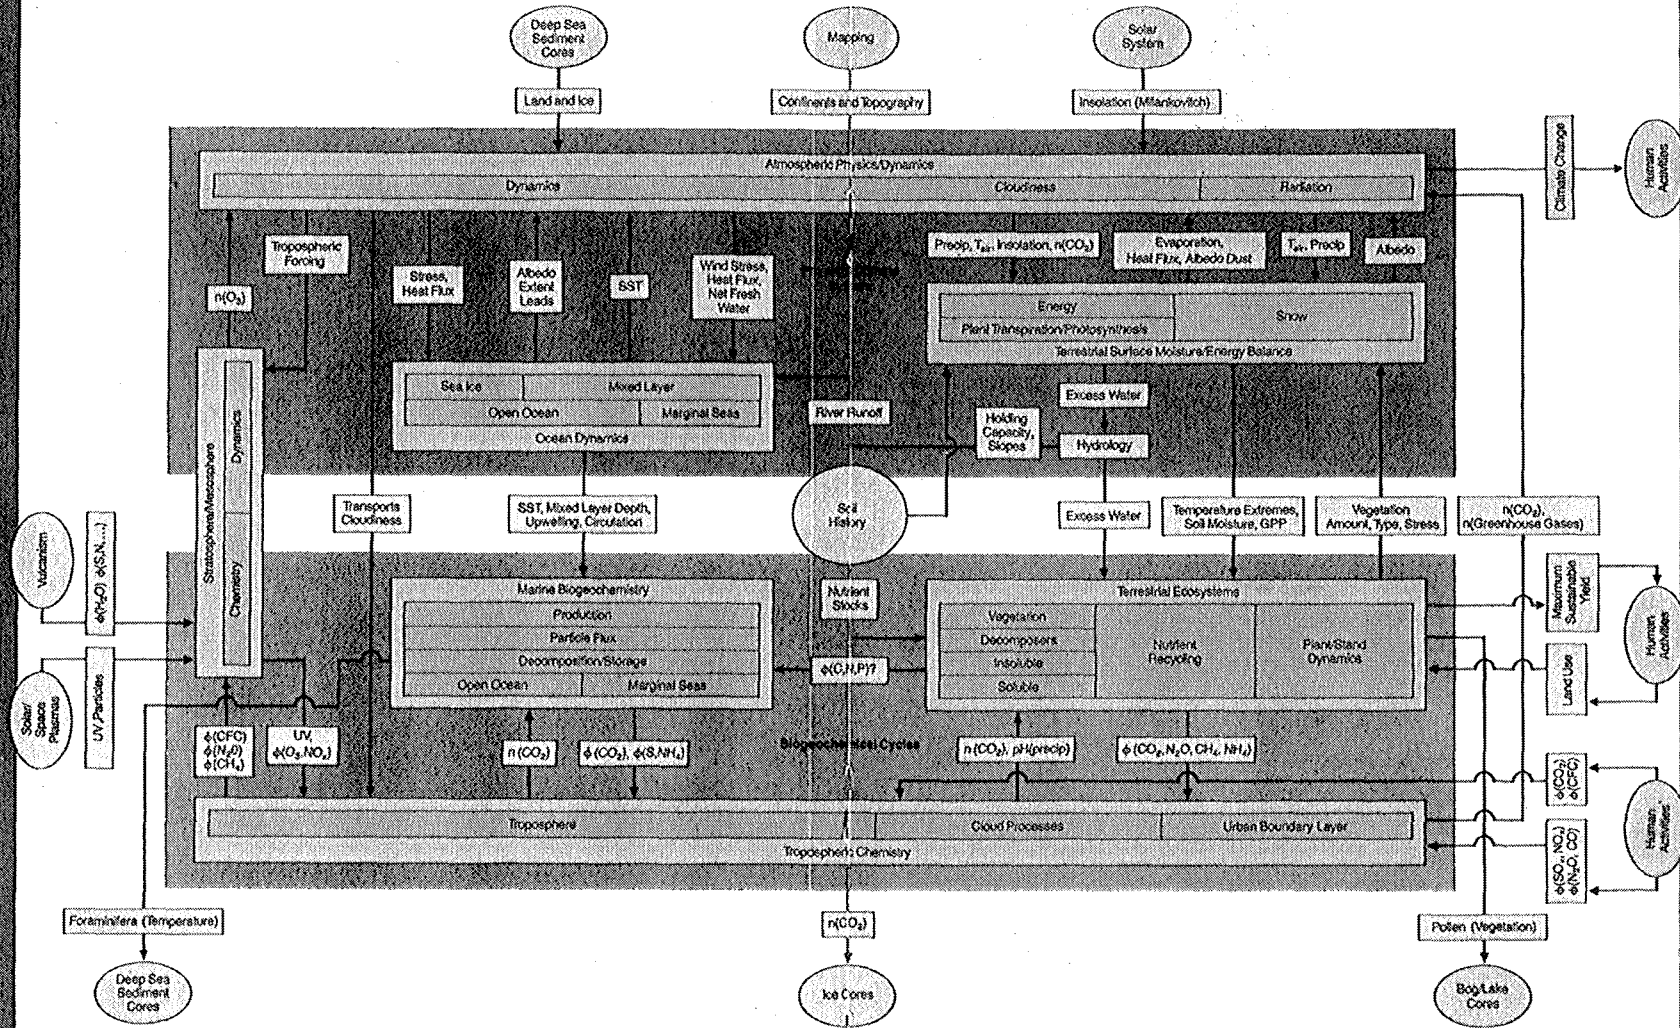 Deep Sea
Sediment
Cores
Mapping
Solar
System
Land and Ice
Continents and Topography
Insolation (Milankovitch)
Atmospheric Physics/Dynamics
Dynamics
Cloudiness
Radiation
Climate Change
Human
Activities
Tropospheric
Forcing
n(O₃)
Stress,
Heat Flux
Albedo
Extent
Leads
SST
Wind Stress,
Heat Flux,
Net Fresh
Water
Precip, Tair, Insolation, n(CO₂)
Evaporation,
Heat Flux, Albedo Dust
Tair, Precip
Albedo
Energy
Plant Transpiration/Photosynthesis
Snow
Terrestrial Surface Moisture/Energy Balance
Sea Ice
Mixed Layer
Open Ocean
Marginal Seas
Ocean Dynamics
River Runoff
Excess Water
Holding
Capacity,
Slopes
Hydrology
Stratosphere/Mesosphere
Dynamics
Chemistry
Transports
Cloudiness
SST, Mixed Layer Depth,
Upwelling, Circulation
Soil
History
Excess Water
Temperature Extremes,
Soil Moisture, GPP
Vegetation
Amount, Type, Stress
n(CO₂),
n(Greenhouse Gases)
Vulcanism
ϕ(H₂O) ϕ(S,N,...)
Solar/
Space
Plasmas
UV, Particles
Marine Biogeochemistry
Production
Particle Flux
Decomposition/Storage
Open Ocean
Marginal Seas
Nutrient
Stocks
ϕ(C,N,P)?
Terrestrial Ecosystems
Vegetation
Decomposers
Insoluble
Soluble
Nutrient
Recycling
Plant/Stand
Dynamics
Maximum
Sustainable
Yield
Human
Activities
Land Use
ϕ(CFC)
ϕ(N₂O)
ϕ(CH₄)
UV,
ϕ(O₃,NOₓ)
n(CO₂)
ϕ(CO₂), ϕ(S,NH₄)
Biogeochemical Cycles
n(CO₂), pH(precip)
ϕ(CO₂, N₂O, CH₄, NH₄)
ϕ(CO₂)
ϕ(CFC)
Human
Activities
ϕ(SOₓ, NOₓ)
ϕ(N₂O, CO)
Troposphere
Cloud Processes
Urban Boundary Layer
Tropospheric Chemistry
Foraminifera (Temperature)
n(CO₂)
Pollen (Vegetation)
Deep Sea
Sediment
Cores
Ice Cores
Bog/Lake
Cores